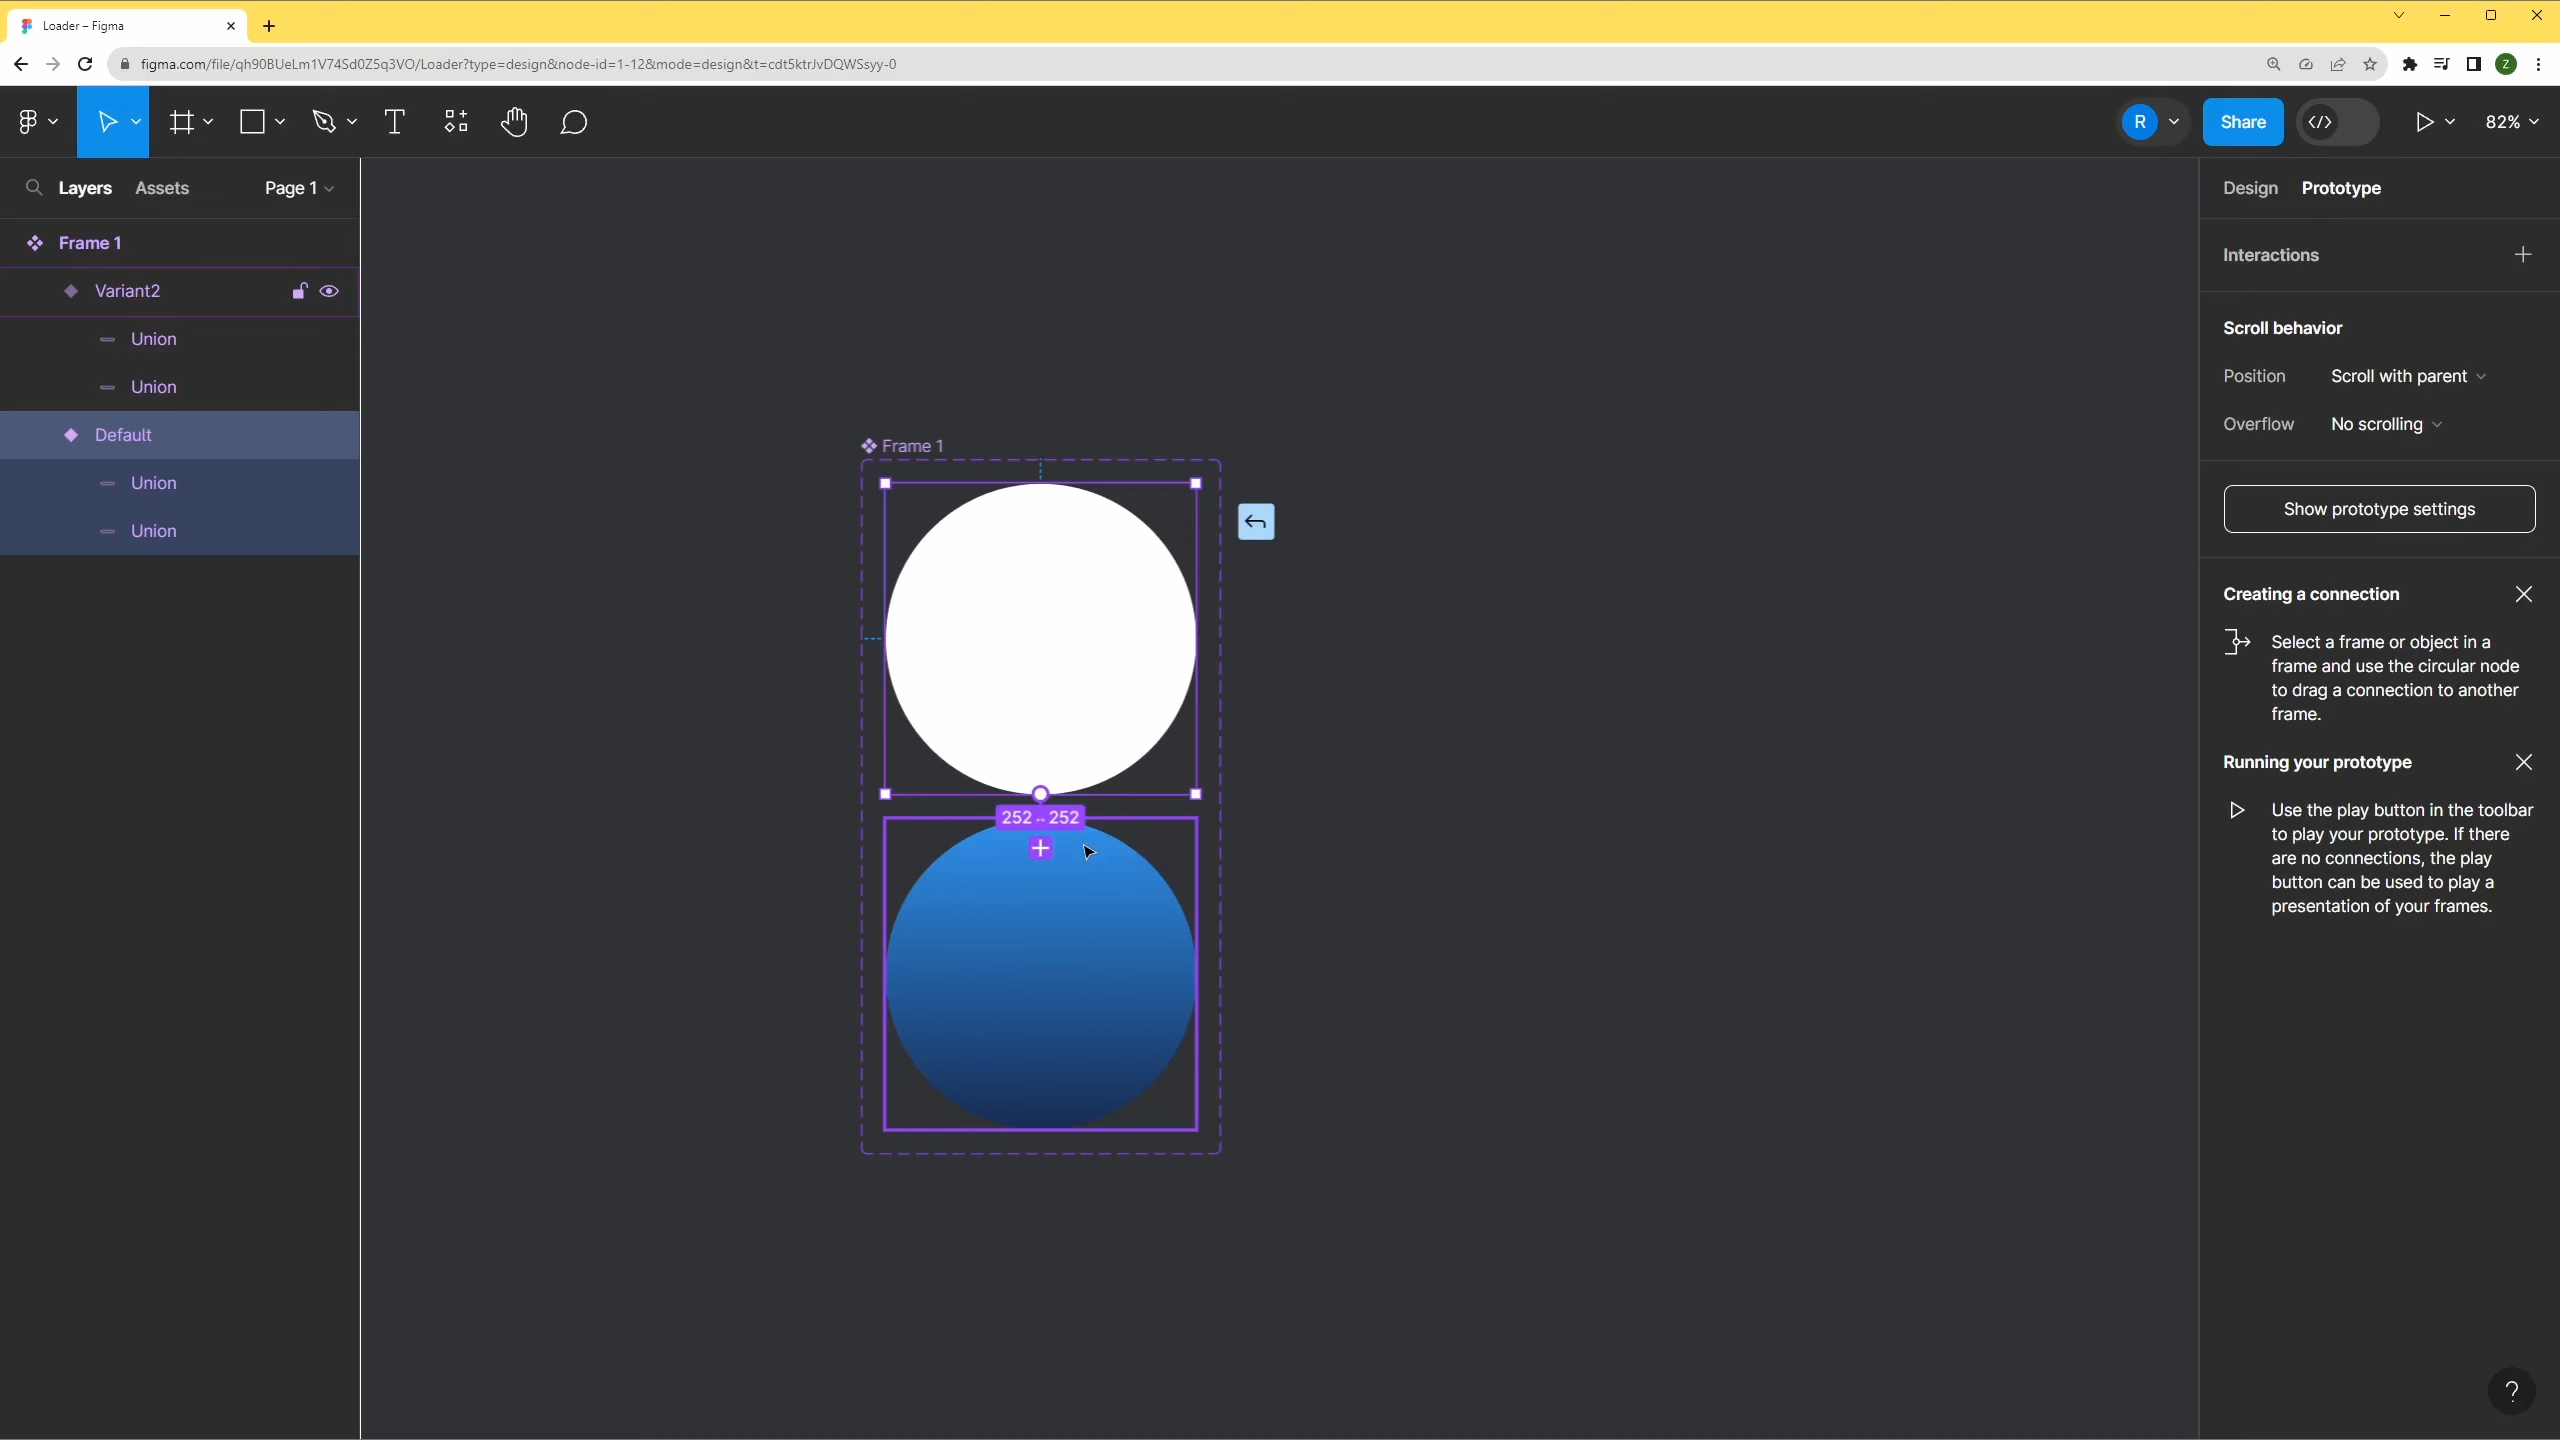 Loader – Figma
figma.com/file/qh90BUeLm1V74Sd0Z5q3VO/Loader?type=design&node-id=1-12&mode=design&t=cdt5ktrJvDQWSsyy-0
Z
R
Share
82%
Layers
Assets
Page 1
Design
Prototype
Frame 1
Interactions
Variant2
Union
Union
Default
Union
Union
Scroll behavior
Position
Scroll with parent
Overflow
No scrolling
Frame 1
252 ↔ 252
Show prototype settings
Creating a connection
Select a frame or object in a
frame and use the circular node
to drag a connection to another
frame.
Running your prototype
Use the play button in the toolbar
to play your prototype. If there
are no connections, the play
button can be used to play a
presentation of your frames.
?